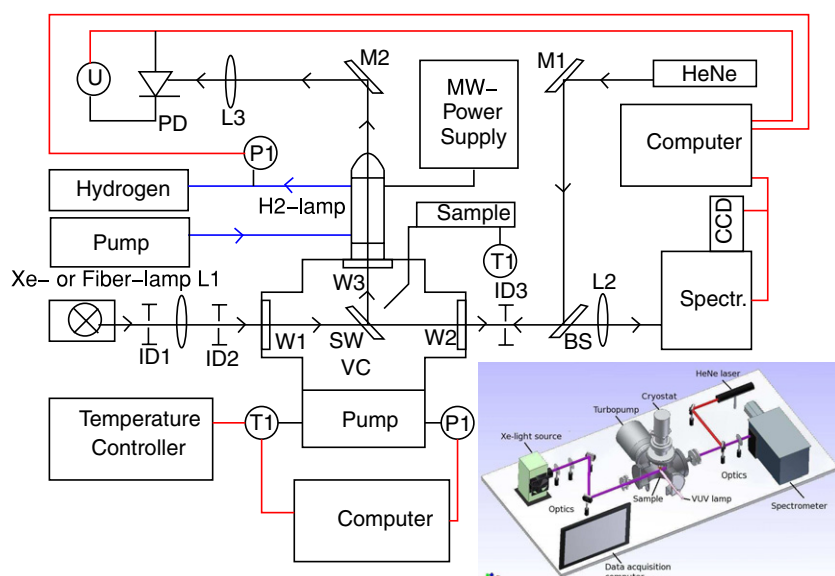 M2
M1
HeNe
U
PD
L3
MW–
Power
Supply
Computer
P1
Hydrogen
H2–lamp
Sample
CCD
Pump
T1
Xe– or Fiber–lamp L1
W3
ID3
L2
Spectr.
ID1
ID2
W1
SW
W2
BS
VC
Temperature
Controller
T1
Pump
P1
Computer
HeNe laser
Cryostat
Turbopump
Xe-light source
Optics
Optics
Sample
VUV lamp
Spectrometer
Data acquisition